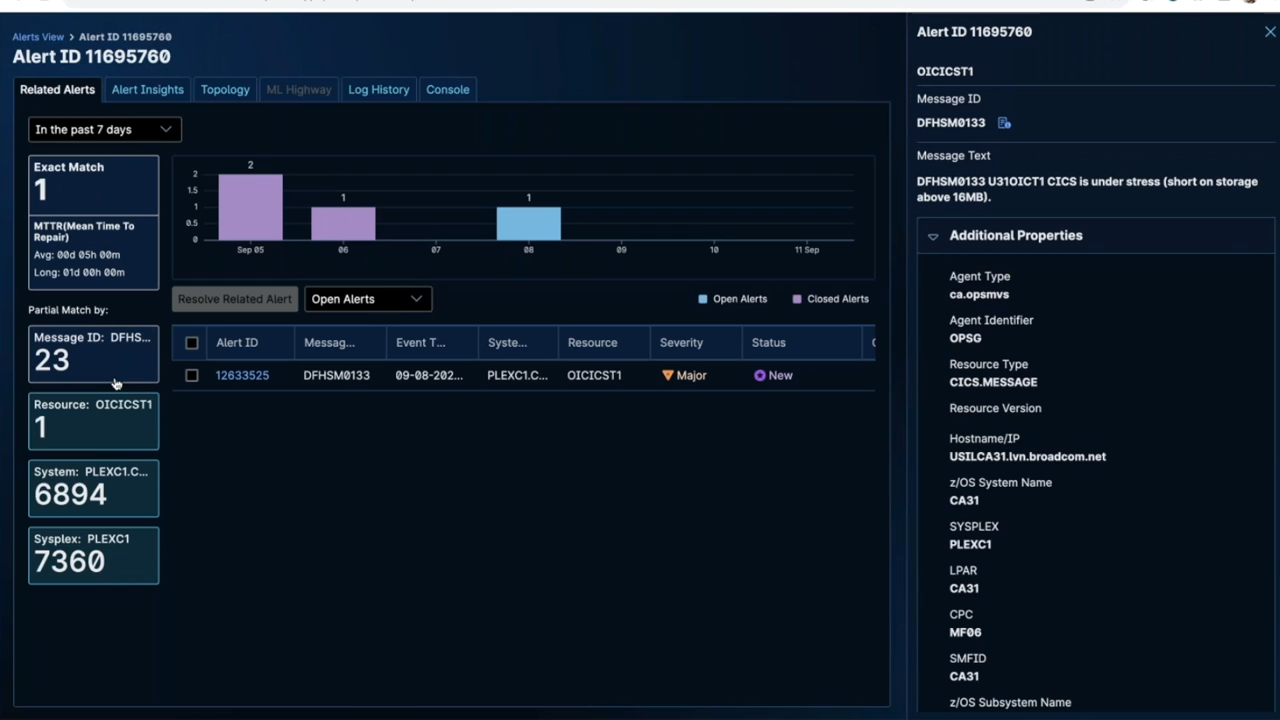 Alerts View > Alert ID 11695760
Alert ID 11695760
Related Alerts
Alert Insights
Topology
ML Highway
Log History
Console
In the past 7 days
Exact Match
1
MTTR(Mean Time To
Repair)
Avg: 00d 05h 00m
Long: 01d 00h 00m
Partial Match by:
Message ID: DFHS...
23
Resource: OICICST1
1
System: PLEXC1.C...
6894
Sysplex: PLEXC1
7360
2
1.5
1
0.5
0
2
1
1
Sep 05
06
07
08
09
10
11 Sep
Resolve Related Alert
Open Alerts
Open Alerts
Closed Alerts
Alert ID
Messag...
Event T...
Syste...
Resource
Severity
Status
12633525
DFHSM0133
09-08-202...
PLEXC1.C...
OICICST1
Major
New
Alert ID 11695760
OICICST1
Message ID
DFHSM0133
Message Text
DFHSM0133 U31OICT1 CICS is under stress (short on storage
above 16MB).
Additional Properties
Agent Type
ca.opsmvs
Agent Identifier
OPSG
Resource Type
CICS.MESSAGE
Resource Version
Hostname/IP
USILCA31.lvn.broadcom.net
z/OS System Name
CA31
SYSPLEX
PLEXC1
LPAR
CA31
CPC
MF06
SMFID
CA31
z/OS Subsystem Name